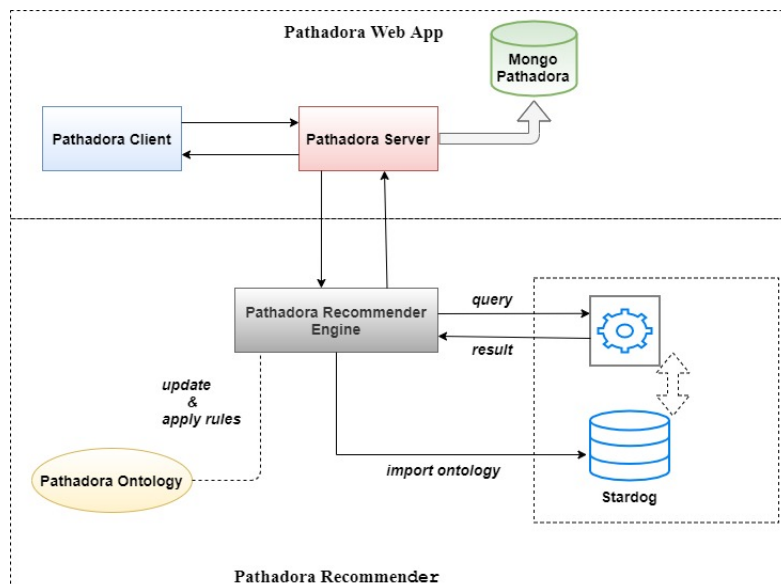 Pathadora Web App
Mongo
Pathadora
Pathadora Client
Pathadora Server
Pathadora Recommender
Engine
query
result
update
&
apply rules
Pathadora Ontology
import ontology
Stardog
Pathadora Recommender